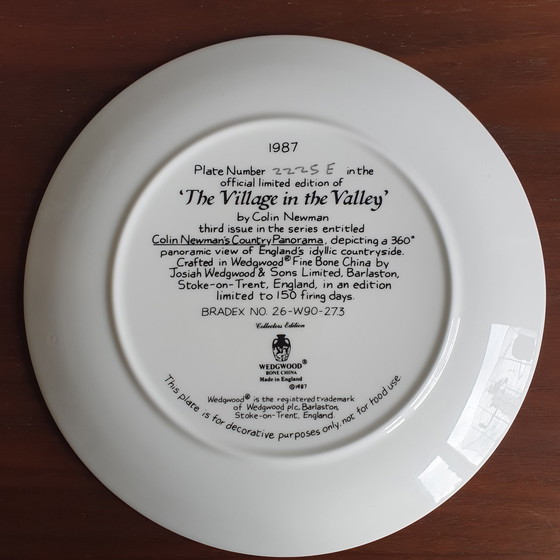 1987
Plate Number 2225 E in the
official limited edition of
'The Village in the Valley'
by Colin Newman
third issue in the series entitled
Colin Newman's Country Panorama, depicting a 360°
panoramic view of England's idyllic countryside.
Crafted in Wedgwood® Fine Bone China by
Josiah Wedgwood & Sons Limited, Barlaston,
Stoke-on-Trent, England, in an edition
limited to 150 firing days.
BRADEX NO. 26-W90-27.3
Collectors Edition
WEDGWOOD®
BONE CHINA
Made in England
©1987
Wedgwood® is the registered trademark
of Wedgwood plc, Barlaston,
Stoke-on-Trent, England.
This plate is for decorative purposes only, not for food use